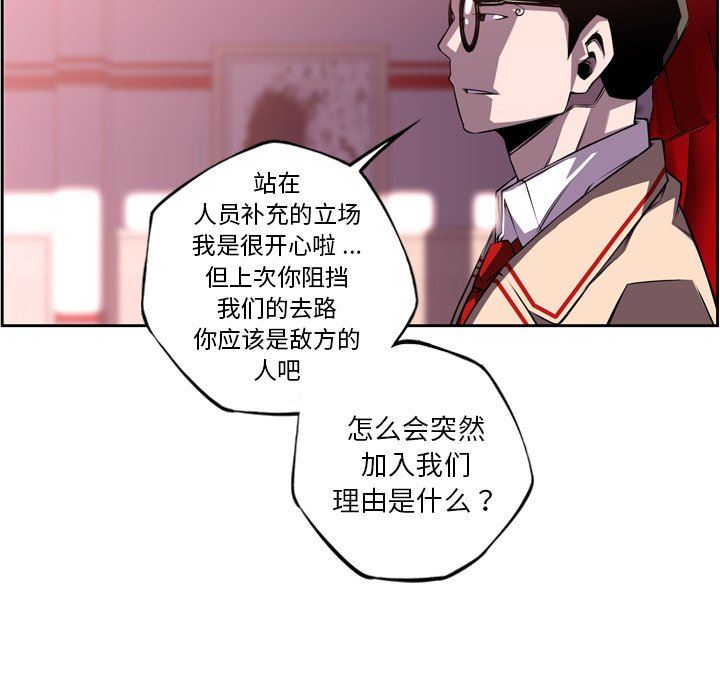 站在
人员补充的立场
我是很开心啦...
但上次你阻挡
我们的去路
你应该是敌方的
人吧
怎么会突然
加入我们
理由是什么？